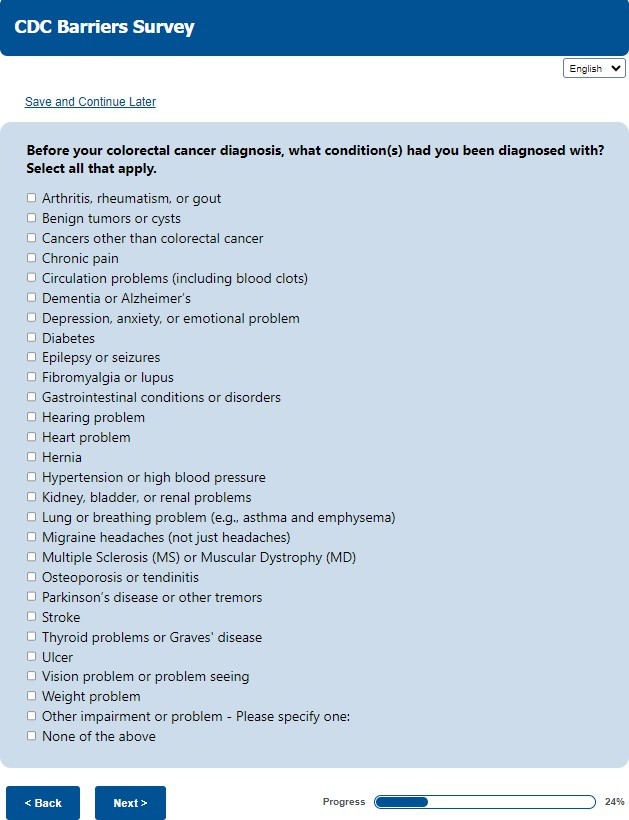 CDC Barriers Survey
English
Save and Continue Later
Before your colorectal cancer diagnosis, what condition(s) had you been diagnosed with?
Select all that apply.
Arthritis, rheumatism, or gout
Benign tumors or cysts
Cancers other than colorectal cancer
Chronic pain
Circulation problems (including blood clots)
Dementia or Alzheimer's
Depression, anxiety, or emotional problem
Diabetes
Epilepsy or seizures
Fibromyalgia or lupus
Gastrointestinal conditions or disorders
Hearing problem
Heart problem
Hernia
Hypertension or high blood pressure
Kidney, bladder, or renal problems
Lung or breathing problem (e.g., asthma and emphysema)
Migraine headaches (not just headaches)
Multiple Sclerosis (MS) or Muscular Dystrophy (MD)
Osteoporosis or tendinitis
Parkinson's disease or other tremors
Stroke
Thyroid problems or Graves' disease
Ulcer
Vision problem or problem seeing
Weight problem
Other impairment or problem - Please specify one:
None of the above
< Back
Next >
Progress
24%